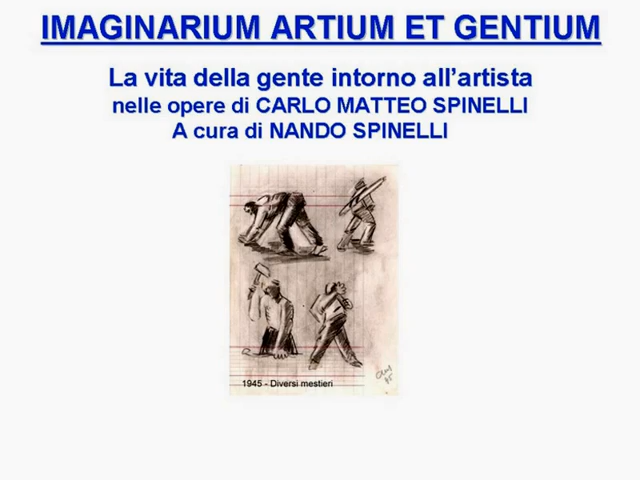 IMAGINARIUM ARTIUM ET GENTIUM
La vita della gente intorno all'artista
nelle opere di CARLO MATTEO SPINELLI
A cura di NANDO SPINELLI
1945 - Diversi mestieri